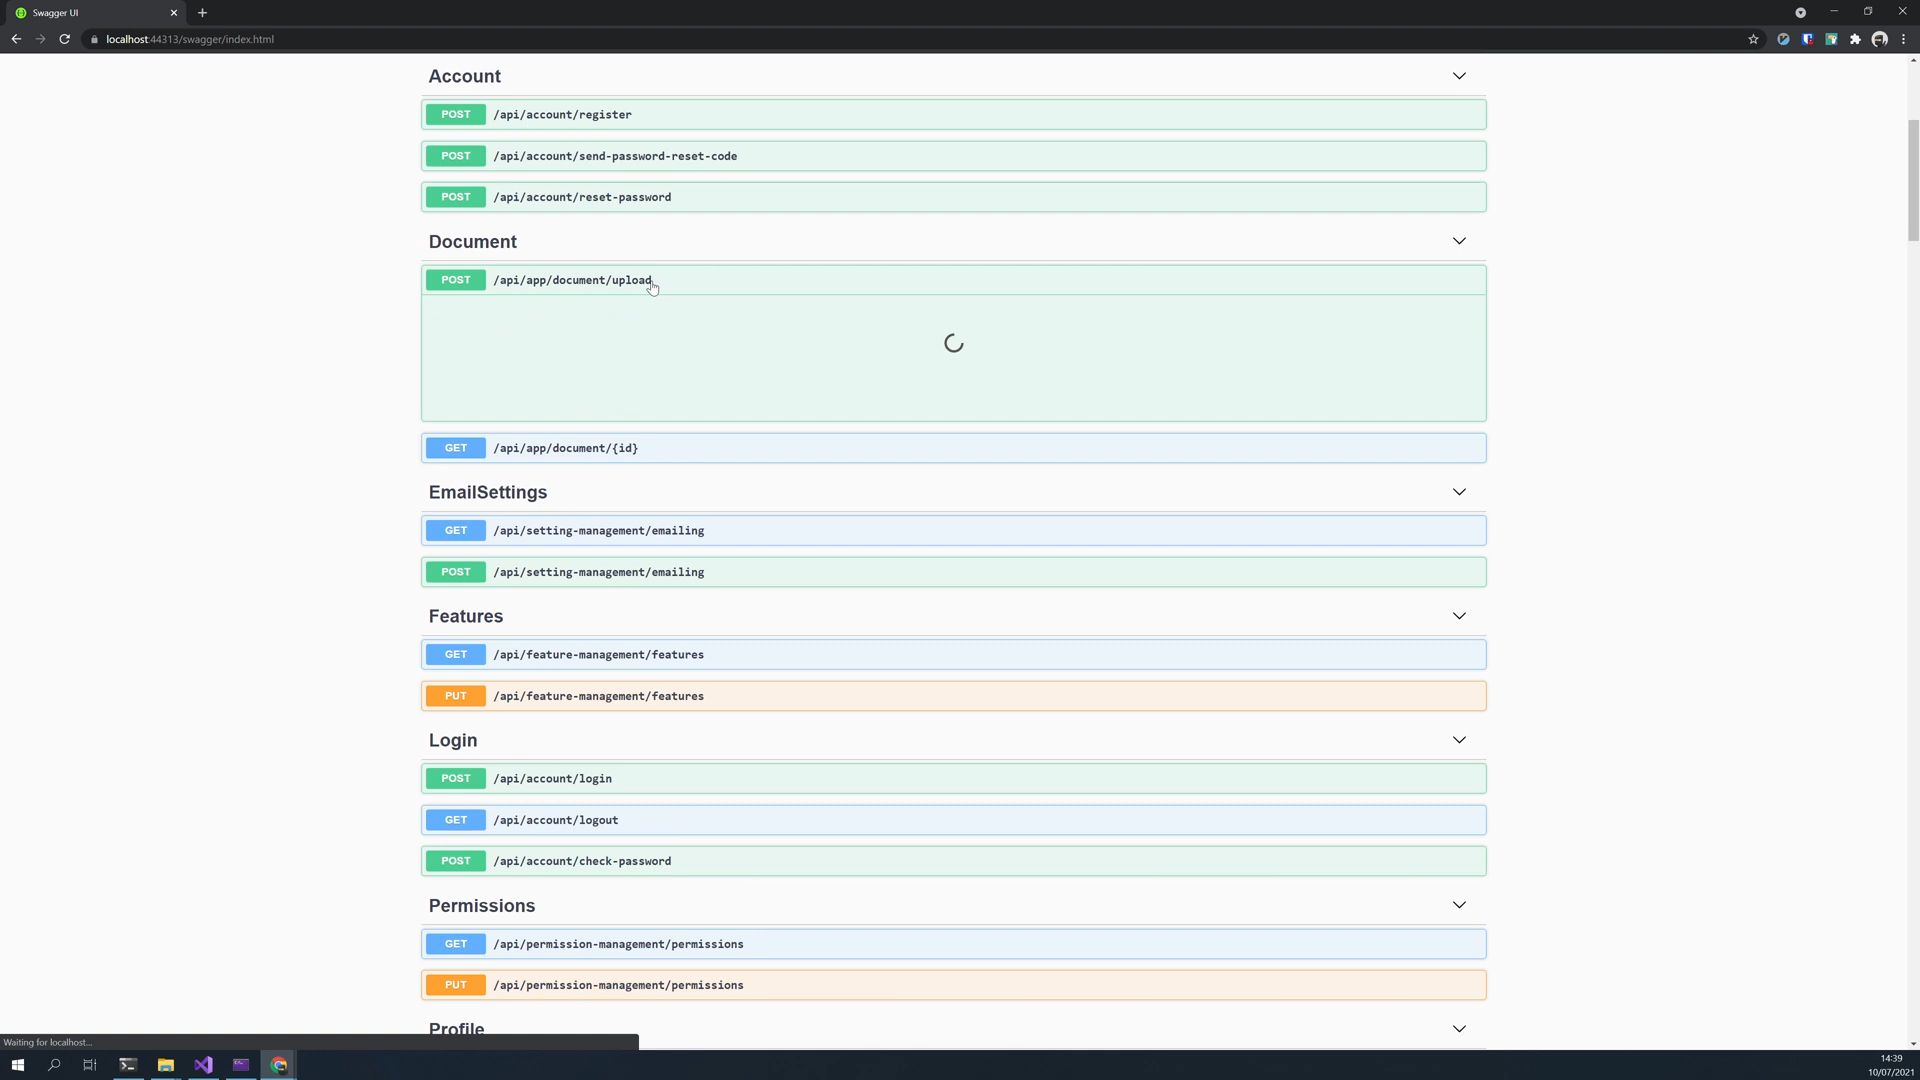 Swagger UI
localhost:44313/swagger/index.html
Account
POST /api/account/register
POST /api/account/send-password-reset-code
POST /api/account/reset-password
Document
POST /api/app/document/upload
GET /api/app/document/{id}
EmailSettings
GET /api/setting-management/emailing
POST /api/setting-management/emailing
Features
GET /api/feature-management/features
PUT /api/feature-management/features
Login
POST /api/account/login
GET /api/account/logout
POST /api/account/check-password
Permissions
GET /api/permission-management/permissions
PUT /api/permission-management/permissions
Profile
Waiting for localhost...
14:39
10/07/2021